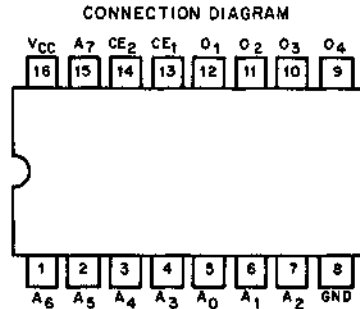 CONNECTION DIAGRAM
VCC A7 CE2 CE1 O1 O2 O3 O4
16 15 14 13 12 11 10 9
1 2 3 4 5 6 7 8
A6 A5 A4 A3 A0 A1 A2 GND